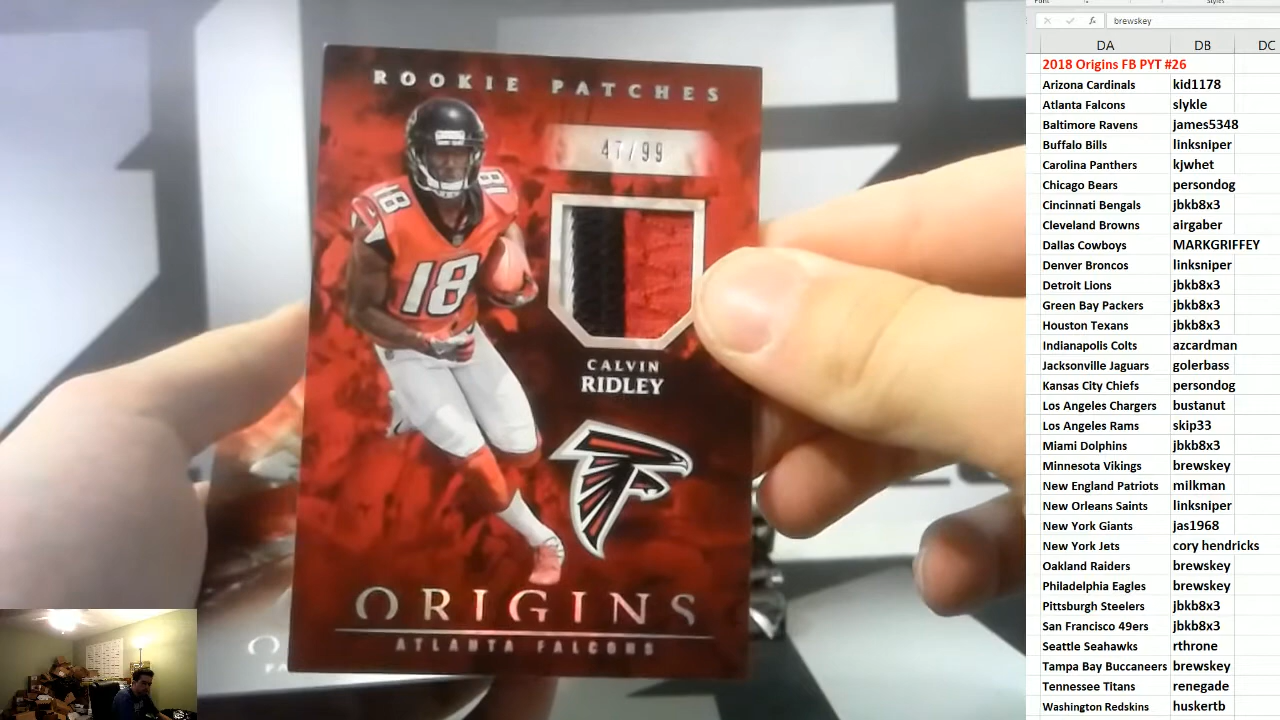 ROOKIE PATCHES
47/99
18
81
18
CALVIN
RIDLEY
ORIGINS
ATLANTA FALCONS
brewskey
DA DB DC
2018 Origins FB PYT #26
Arizona Cardinals kid1178
Atlanta Falcons slykle
Baltimore Ravens james5348
Buffalo Bills linksniper
Carolina Panthers kjwhet
Chicago Bears persondog
Cincinnati Bengals jbkb8x3
Cleveland Browns airgaber
Dallas Cowboys MARKGRIFFEY
Denver Broncos linksniper
Detroit Lions jbkb8x3
Green Bay Packers jbkb8x3
Houston Texans jbkb8x3
Indianapolis Colts azcardman
Jacksonville Jaguars golerbass
Kansas City Chiefs persondog
Los Angeles Chargers bustanut
Los Angeles Rams skip33
Miami Dolphins jbkb8x3
Minnesota Vikings brewskey
New England Patriots milkman
New Orleans Saints linksniper
New York Giants jas1968
New York Jets cory hendricks
Oakland Raiders brewskey
Philadelphia Eagles brewskey
Pittsburgh Steelers jbkb8x3
San Francisco 49ers jbkb8x3
Seattle Seahawks rthrone
Tampa Bay Buccaneers brewskey
Tennessee Titans renegade
Washington Redskins huskertb